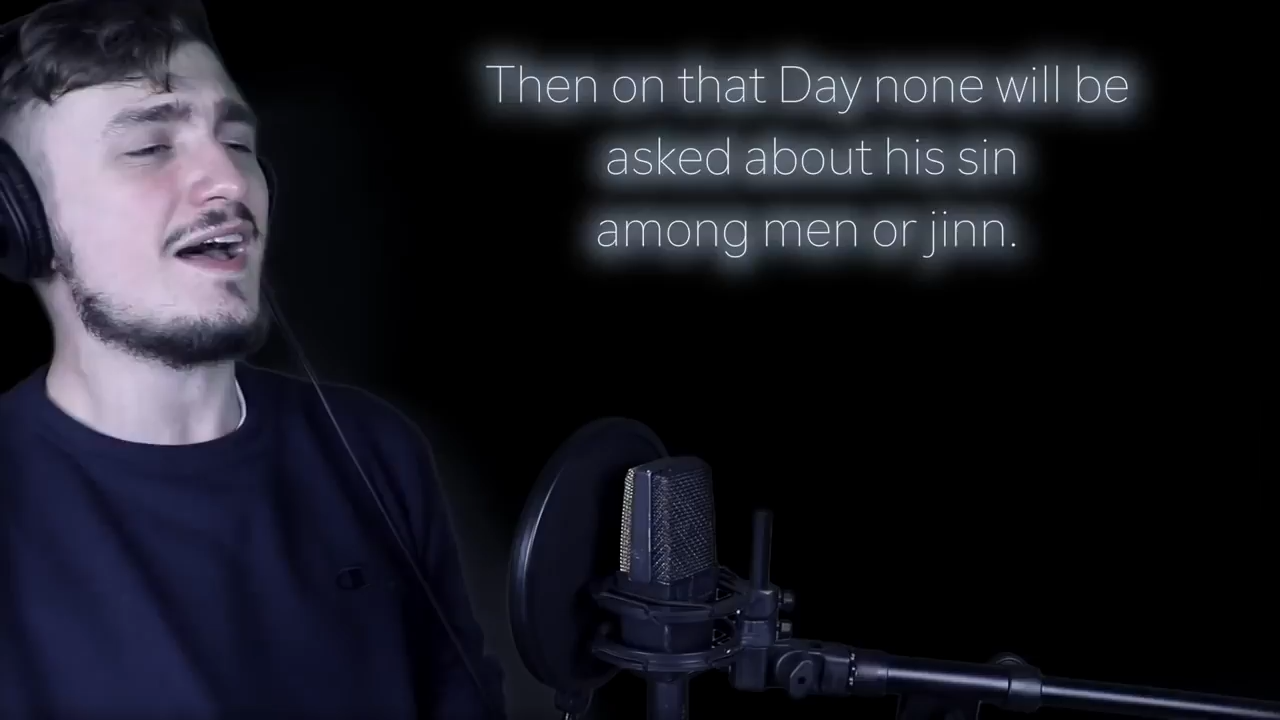 Then on that Day none will be
asked about his sin
among men or jinn.